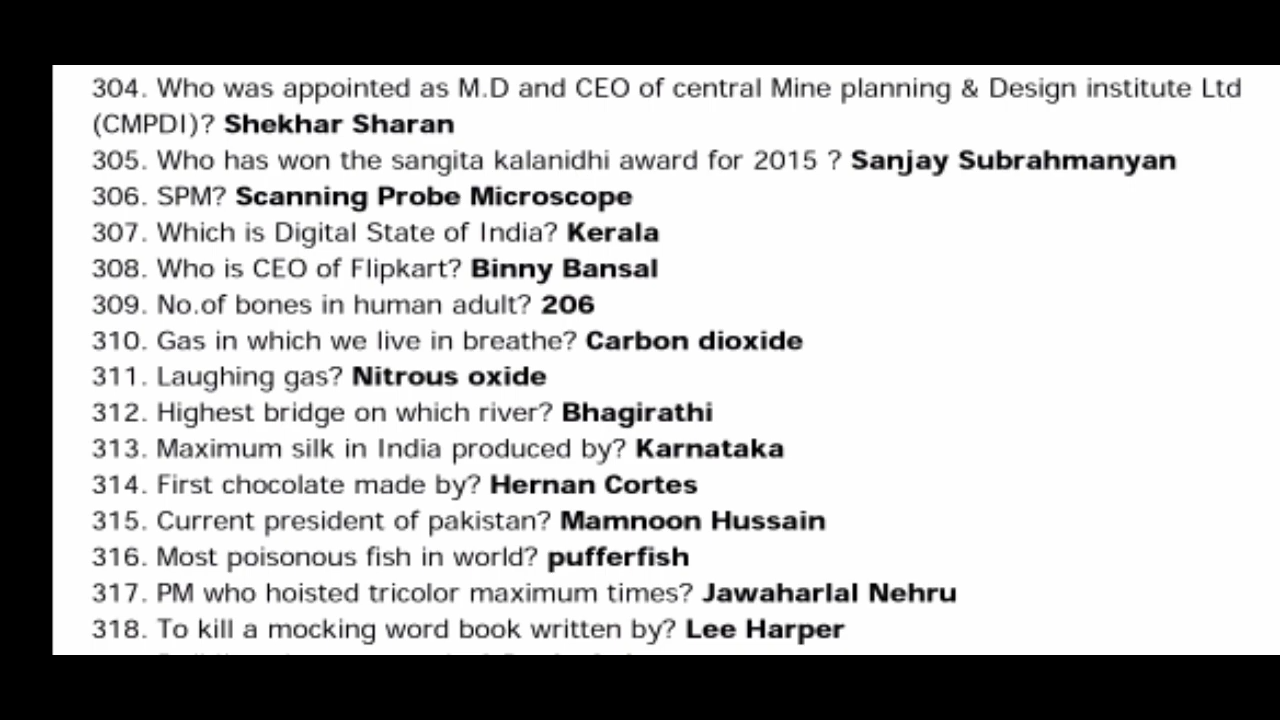 304. Who was appointed as M.D and CEO of central Mine planning & Design institute Ltd
(CMPDI)? Shekhar Sharan
305. Who has won the sangita kalanidhi award for 2015 ? Sanjay Subrahmanyan
306. SPM? Scanning Probe Microscope
307. Which is Digital State of India? Kerala
308. Who is CEO of Flipkart? Binny Bansal
309. No.of bones in human adult? 206
310. Gas in which we live in breathe? Carbon dioxide
311. Laughing gas? Nitrous oxide
312. Highest bridge on which river? Bhagirathi
313. Maximum silk in India produced by? Karnataka
314. First chocolate made by? Hernan Cortes
315. Current president of pakistan? Mamnoon Hussain
316. Most poisonous fish in world? pufferfish
317. PM who hoisted tricolor maximum times? Jawaharlal Nehru
318. To kill a mocking word book written by? Lee Harper